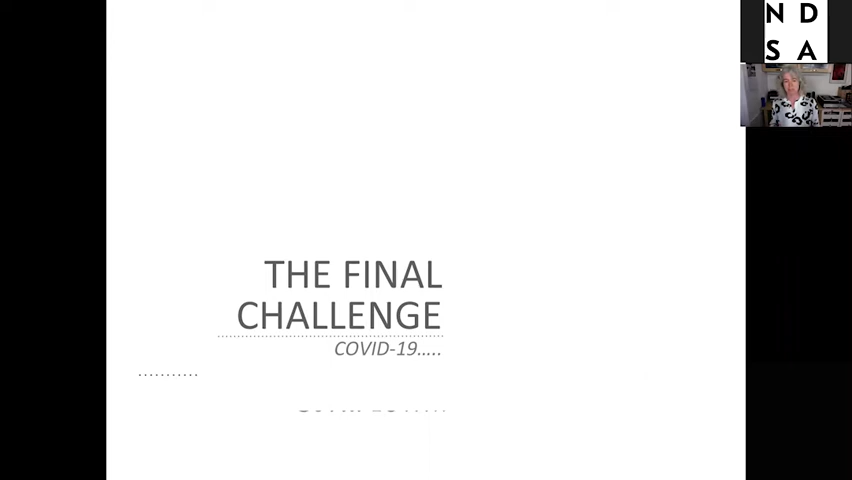 N D
S A
THE FINAL
CHALLENGE
COVID-19.....